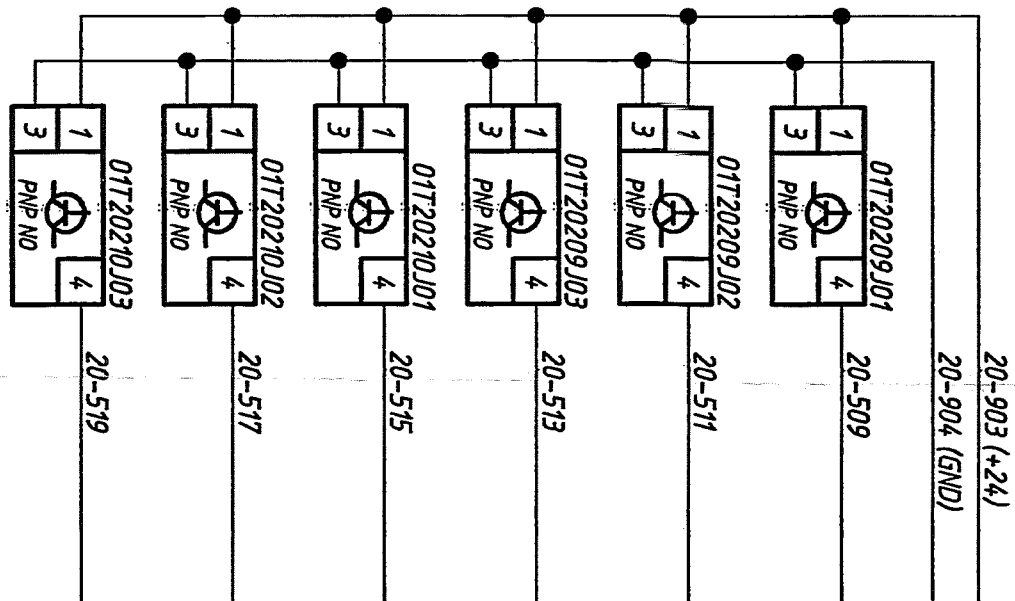 20-903 (+24)
20-904 (GND)
01T20209J01
1
3
PNP NO
4
20-509
01T20209J02
1
3
PNP NO
4
20-511
01T20209J03
1
3
PNP NO
4
20-513
01T20210J01
1
3
PNP NO
4
20-515
01T20210J02
1
3
PNP NO
4
20-517
01T20210J03
1
3
PNP NO
4
20-519